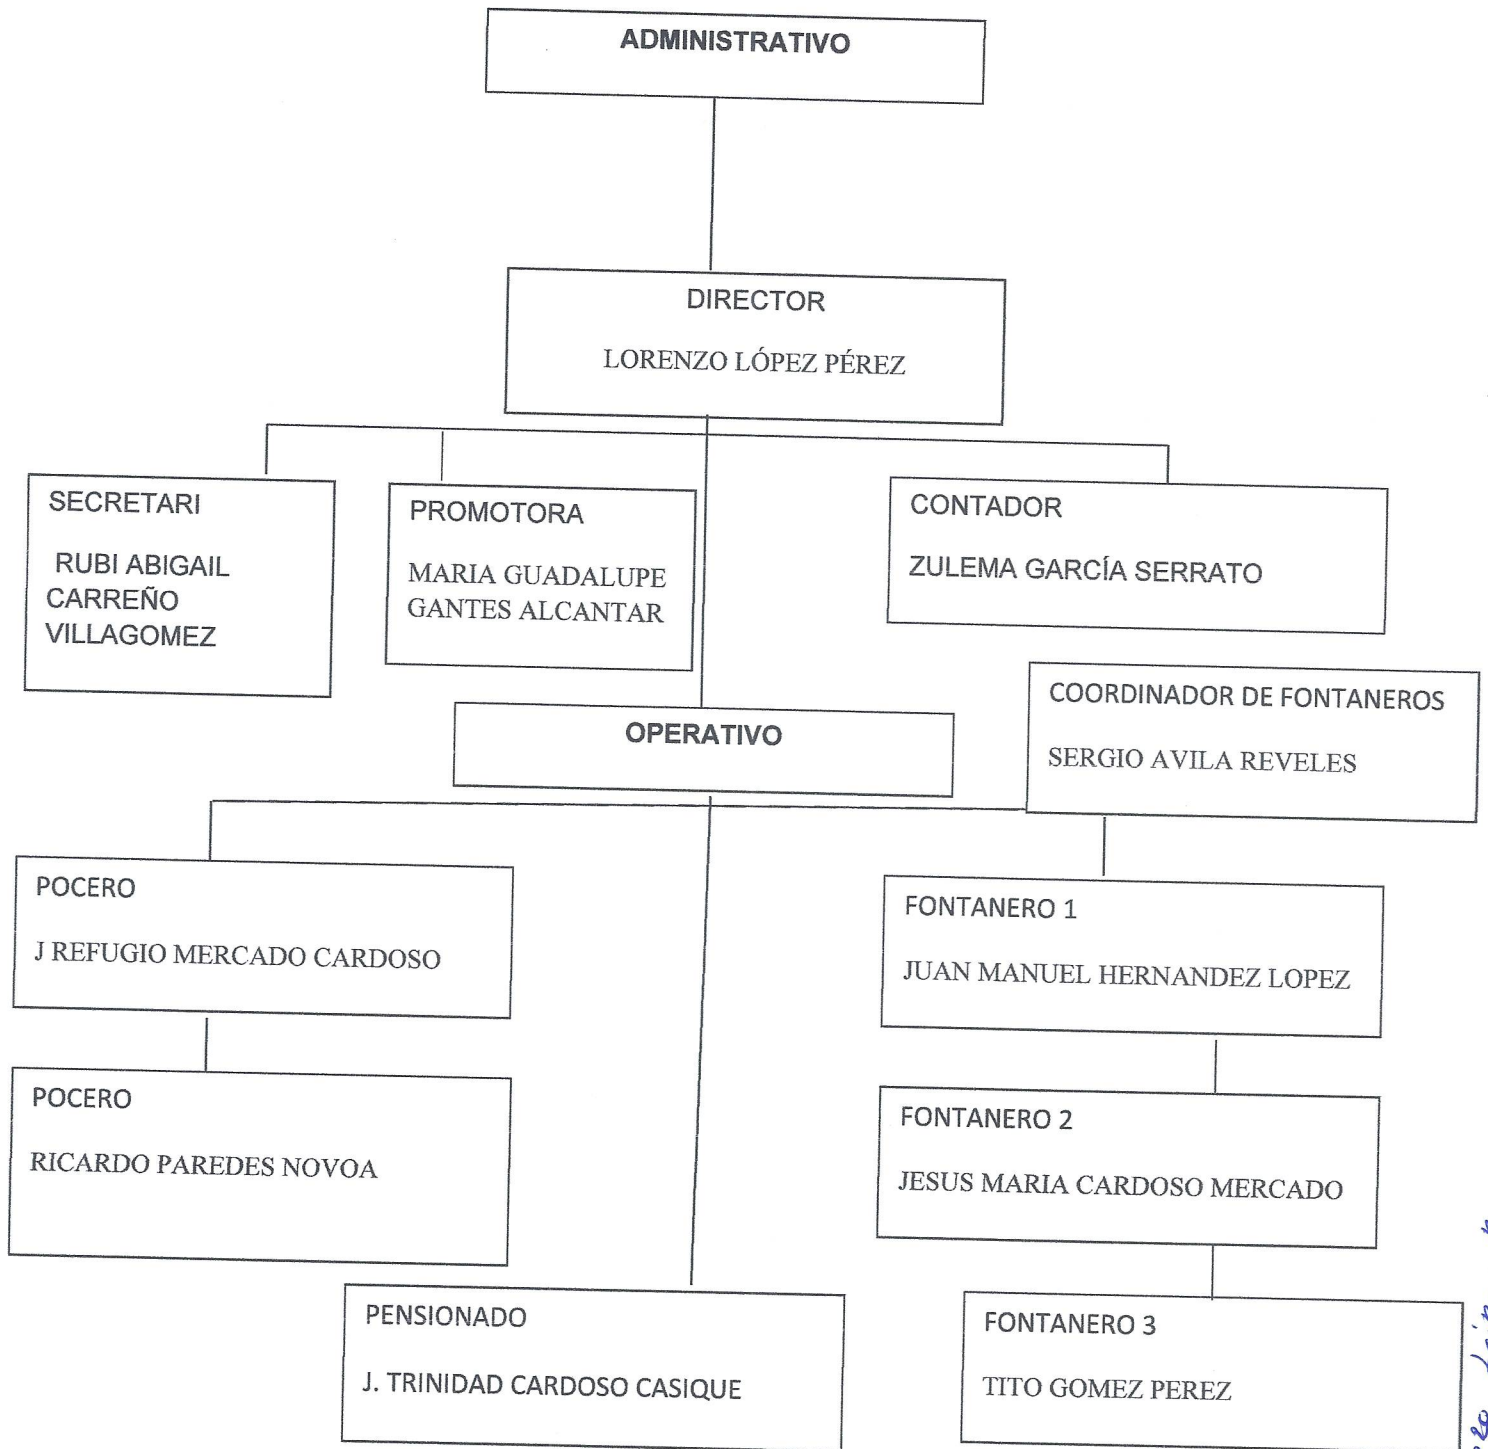 ADMINISTRATIVO
DIRECTOR
LORENZO LÓPEZ PÉREZ
SECRETARI
RUBI ABIGAIL
CARREÑO
VILLAGOMEZ
PROMOTORA
MARIA GUADALUPE
GANTES ALCANTAR
CONTADOR
ZULEMA GARCÍA SERRATO
COORDINADOR DE FONTANEROS
SERGIO AVILA REVELES
OPERATIVO
POCERO
J REFUGIO MERCADO CARDOSO
FONTANERO 1
JUAN MANUEL HERNANDEZ LOPEZ
POCERO
RICARDO PAREDES NOVOA
FONTANERO 2
JESUS MARIA CARDOSO MERCADO
PENSIONADO
J. TRINIDAD CARDOSO CASIQUE
FONTANERO 3
TITO GOMEZ PEREZ